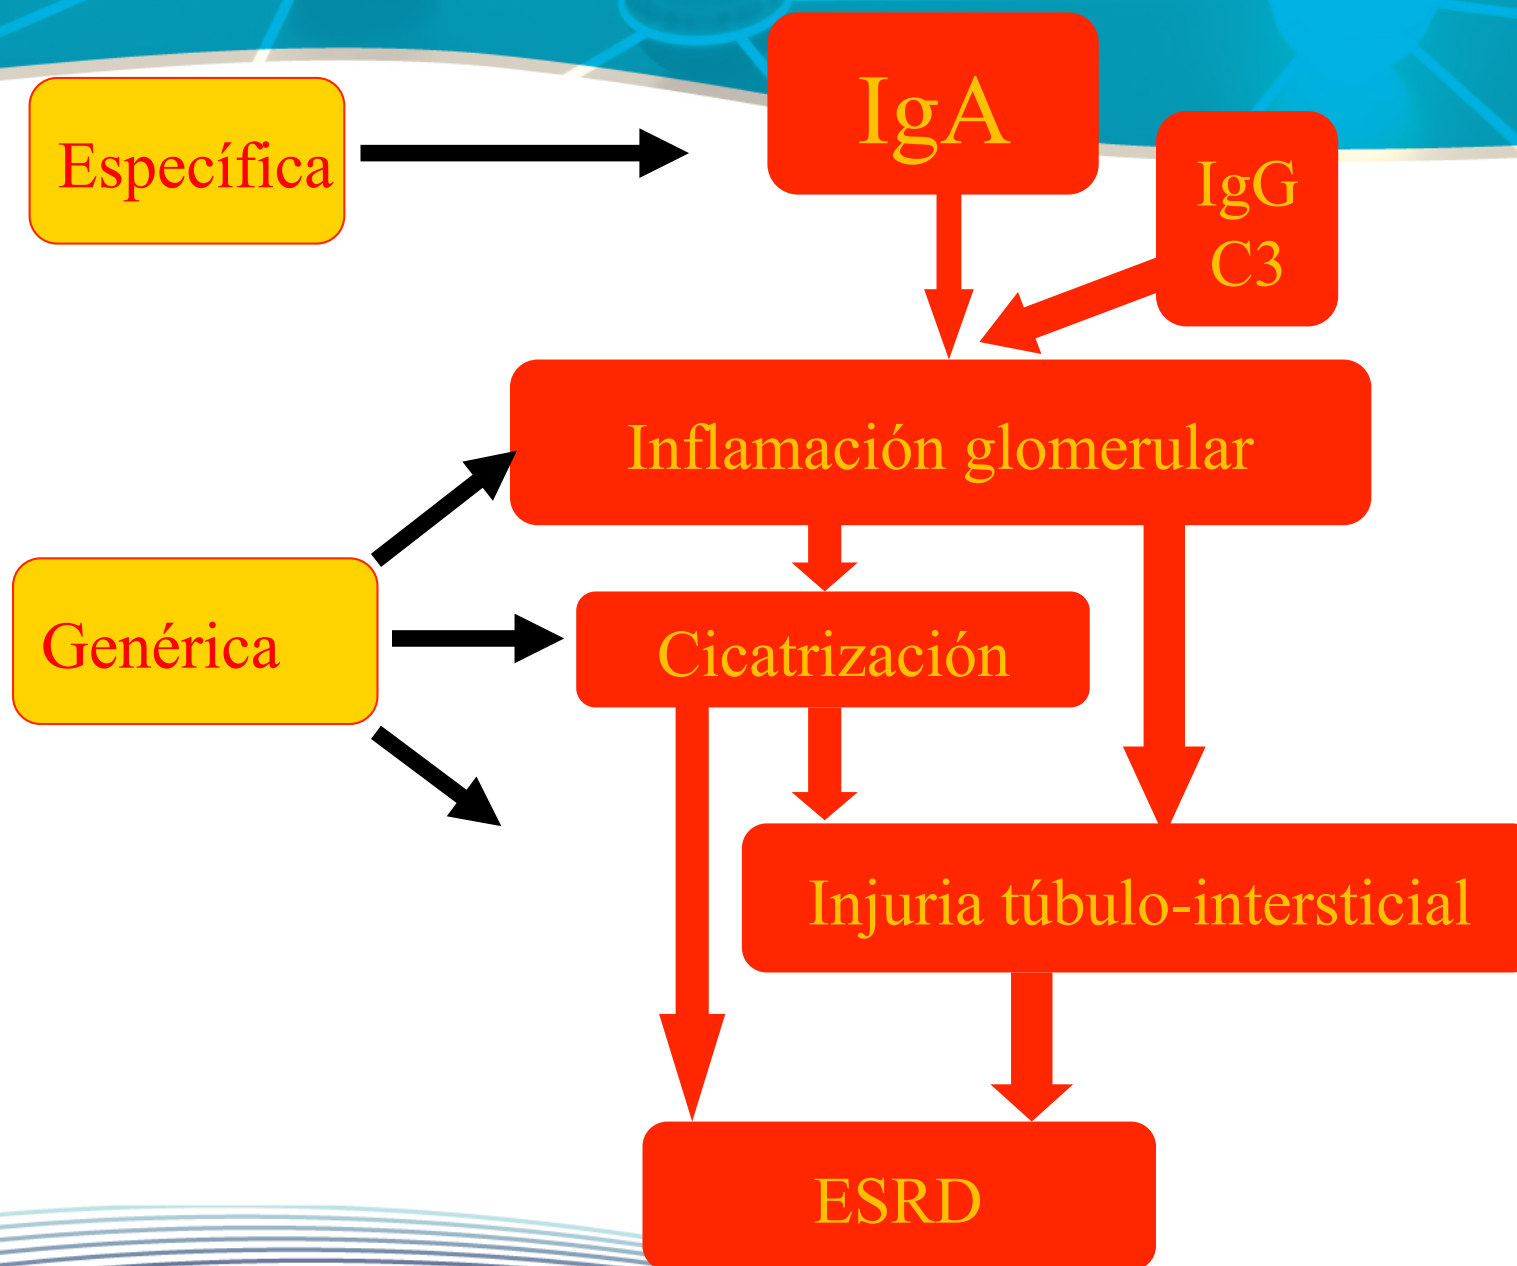 IgA
Específica
IgG
C3
Inflamación glomerular
Genérica
Cicatrización
Injuria túbulo-intersticial
ESRD